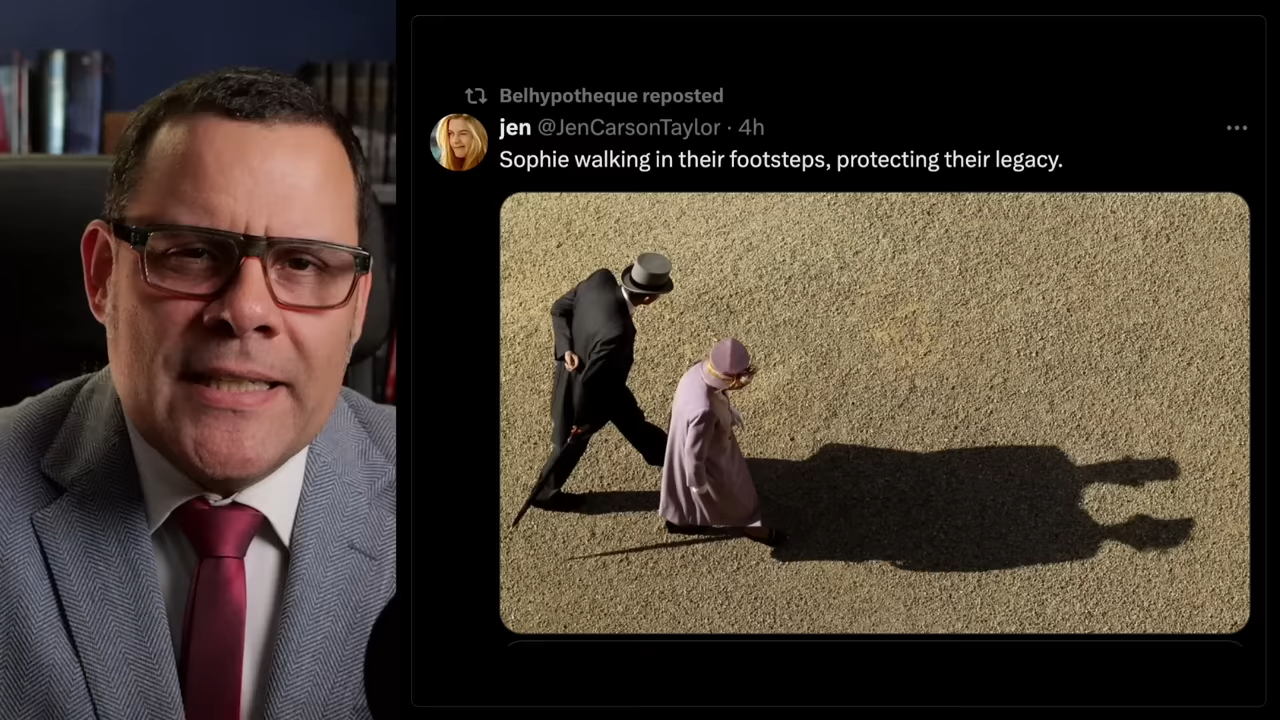 Belhypotheque reposted
jen @JenCarsonTaylor · 4h
Sophie walking in their footsteps, protecting their legacy.